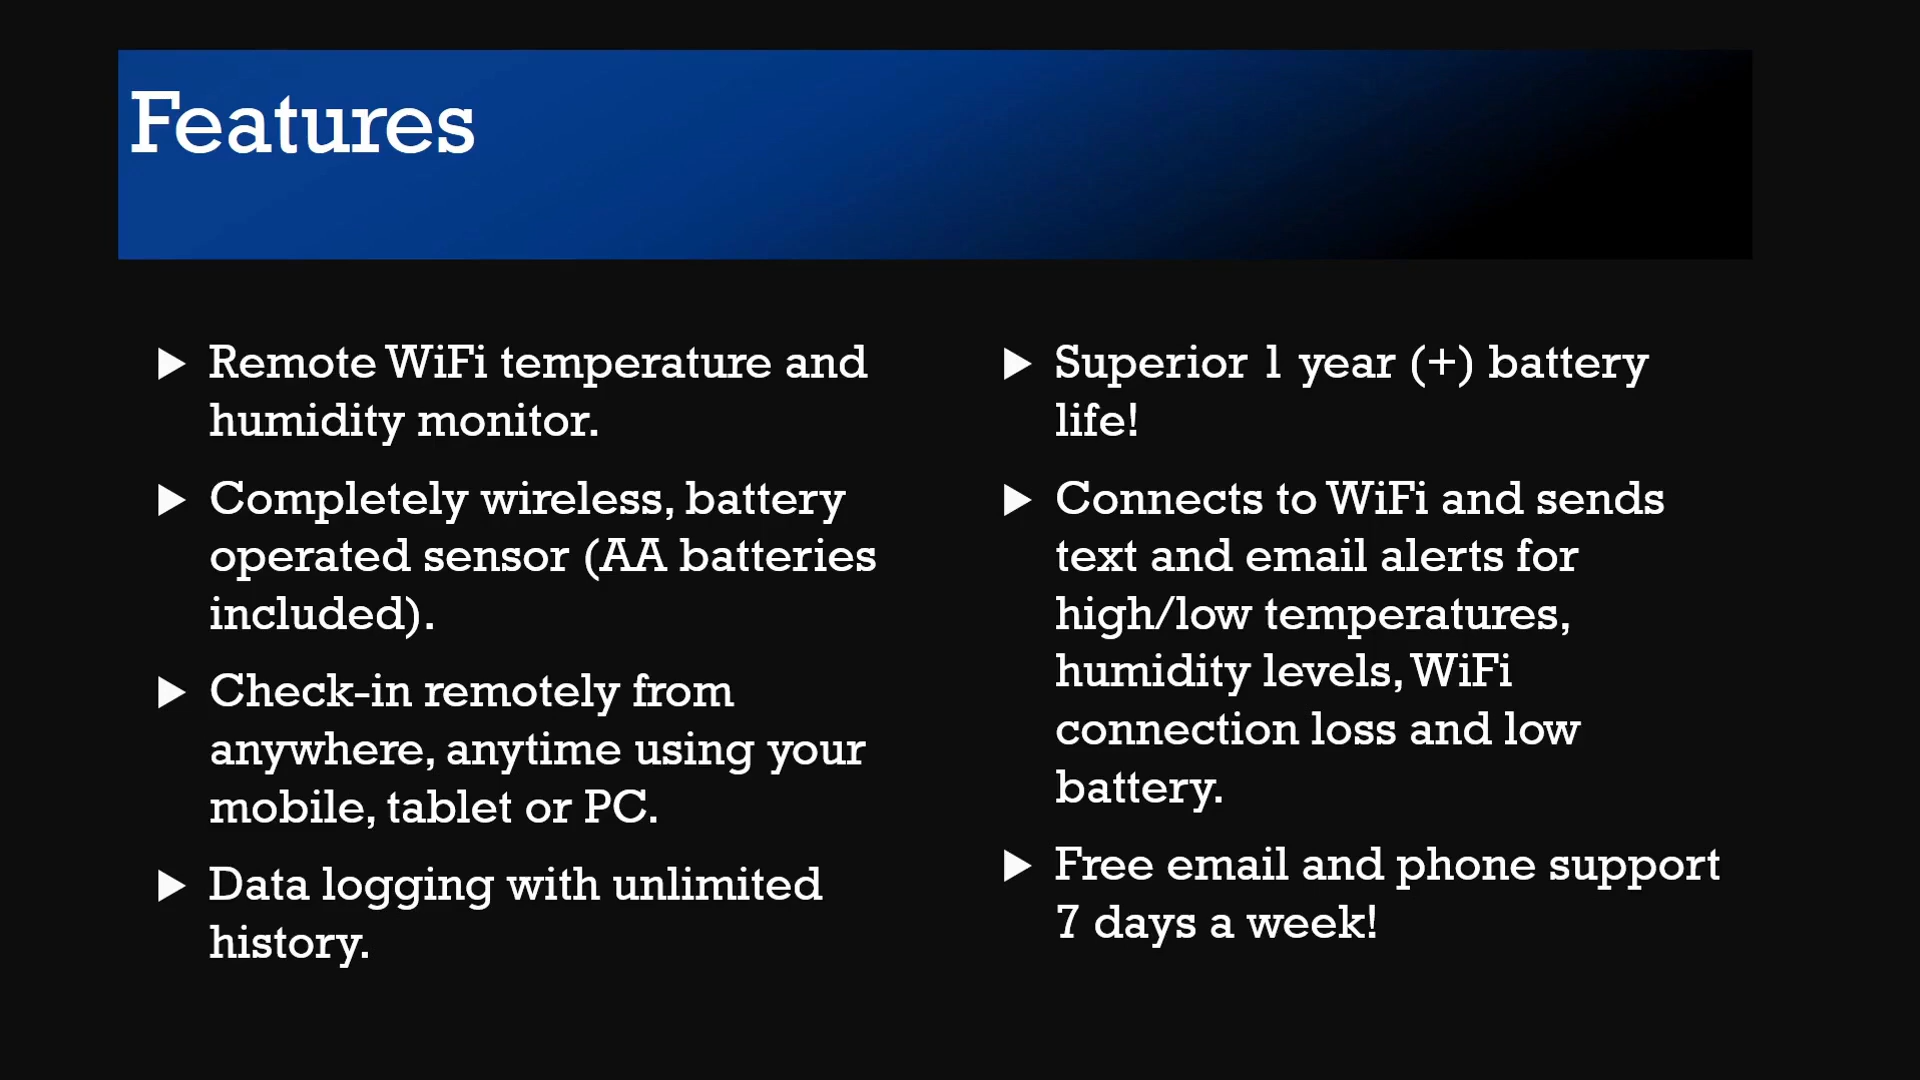 Features
Remote WiFi temperature and
humidity monitor.
Completely wireless, battery
operated sensor (AA batteries
included).
Check-in remotely from
anywhere, anytime using your
mobile, tablet or PC.
Data logging with unlimited
history.
Superior 1 year (+) battery
life!
Connects to WiFi and sends
text and email alerts for
high/low temperatures,
humidity levels, WiFi
connection loss and low
battery.
Free email and phone support
7 days a week!